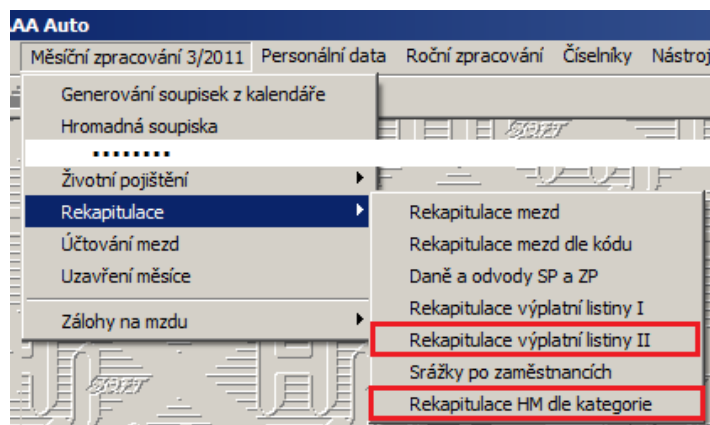 AA Auto
Měsíční zpracování 3/2011 Personální data Roční zpracování Číselníky Nástroj
Generování soupisek z kalendáře
Hromadná soupiska
........
Životní pojištění
Rekapitulace
Účtování mezd
Uzavření měsíce
Zálohy na mzdu
Rekapitulace mezd
Rekapitulace mezd dle kódu
Daně a odvody SP a ZP
Rekapitulace výplatní listiny I
Rekapitulace výplatní listiny II
Srážky po zaměstnancích
Rekapitulace HM dle kategorie
SOFT
SOFT